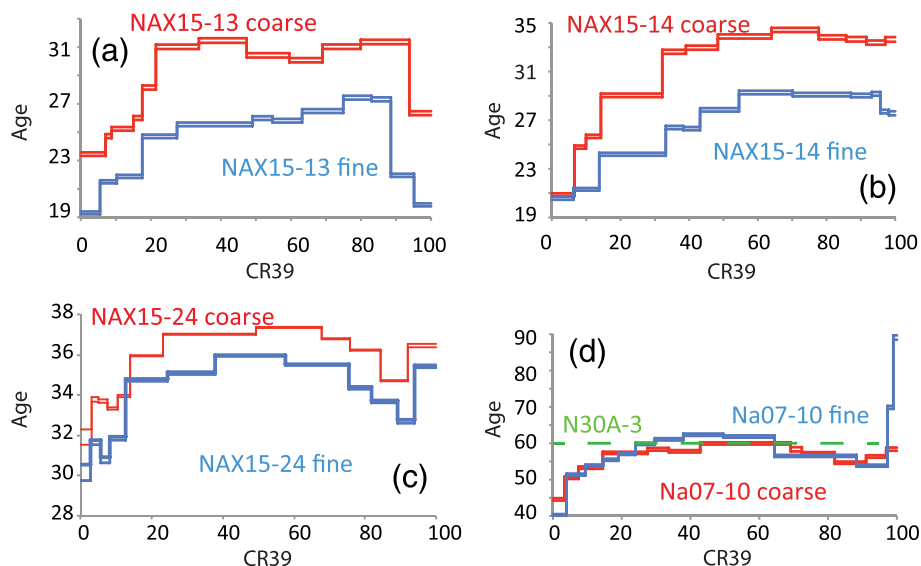 NAX15-13 coarse
(a)
31
27
23
19
Age
NAX15-13 fine
0 20 40 60 80 100
CR39
NAX15-14 coarse
35
31
27
23
19
Age
NAX15-14 fine
(b)
0 20 40 60 80 100
CR39
NAX15-24 coarse
38
36
34
32
30
28
Age
NAX15-24 fine
(c)
0 20 40 60 80 100
CR39
(d)
90
80
70
60
50
40
Age
N30A-3
Na07-10 fine
Na07-10 coarse
0 20 40 60 80 100
CR39